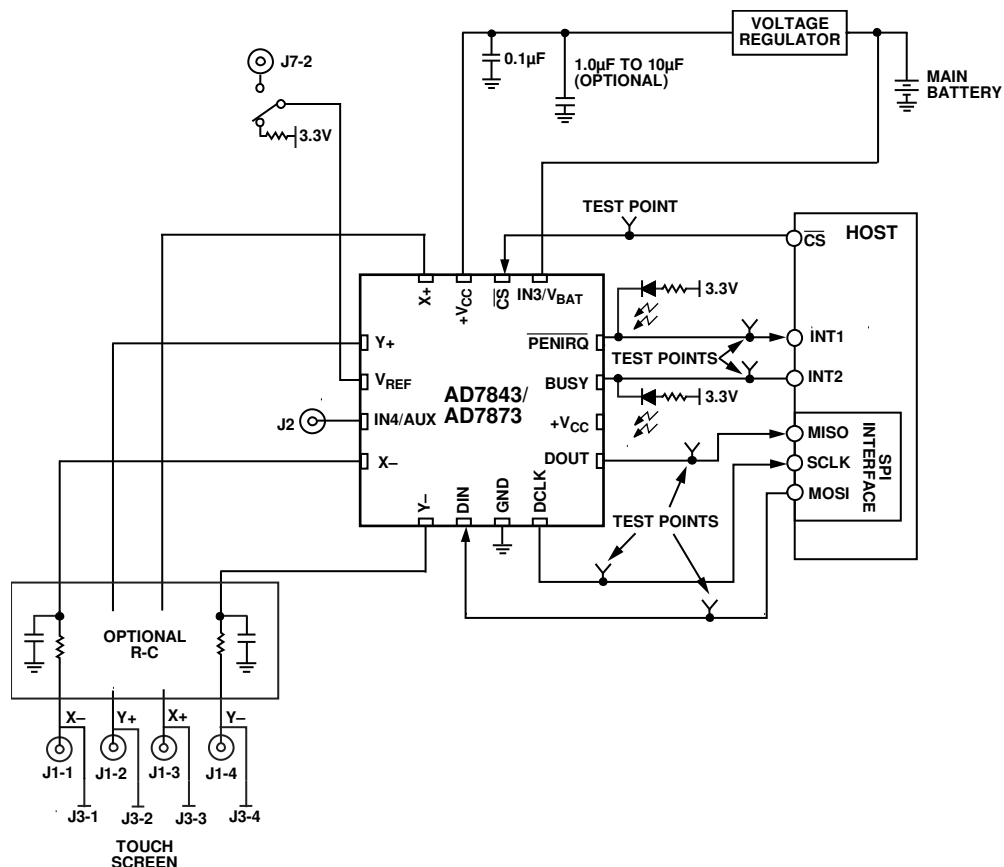 VOLTAGE
REGULATOR
J7-2
0.1µF
1.0µF TO 10µF
(OPTIONAL)
MAIN
BATTERY
3.3V
TEST POINT
CS
HOST
X+
+VCC
CS
IN3/VBAT
3.3V
Y+
PENIRQ
TEST POINTS
INT1
VREF
AD7843/
AD7873
BUSY
INT2
3.3V
J2
IN4/AUX
+VCC
MISO
X–
DOUT
SCLK
SPI
INTERFACE
MOSI
Y–
DIN
GND
DCLK
TEST POINTS
OPTIONAL
R-C
X–
Y+
X+
Y–
J1-1
J1-2
J1-3
J1-4
J3-1
J3-2
J3-3
J3-4
TOUCH
SCREEN